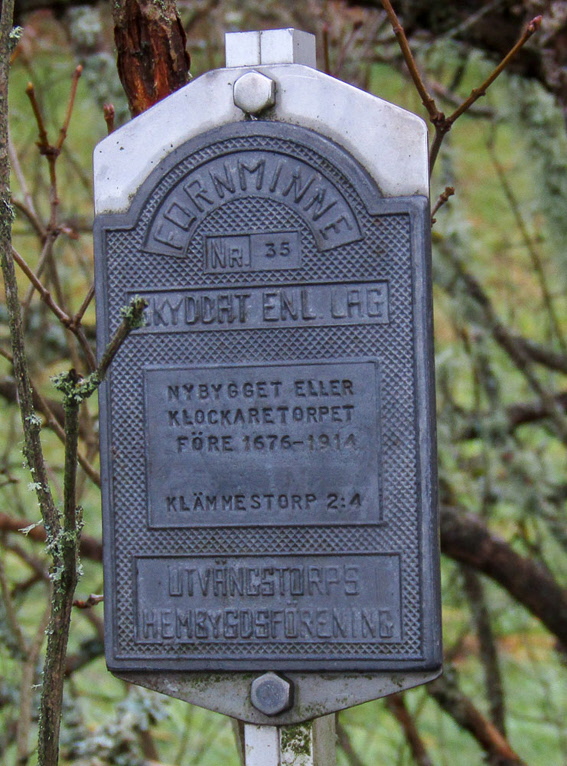 FORNMINNE
NR. 35
SKYDDAT ENL. LAG
NYBYGGET ELLER
KLOCKARETORPET
FÖRE 1676-1914
KLÄMMESTORP 2:4
UTVÄNGSTORPS
HEMBYGDSFÖRENING